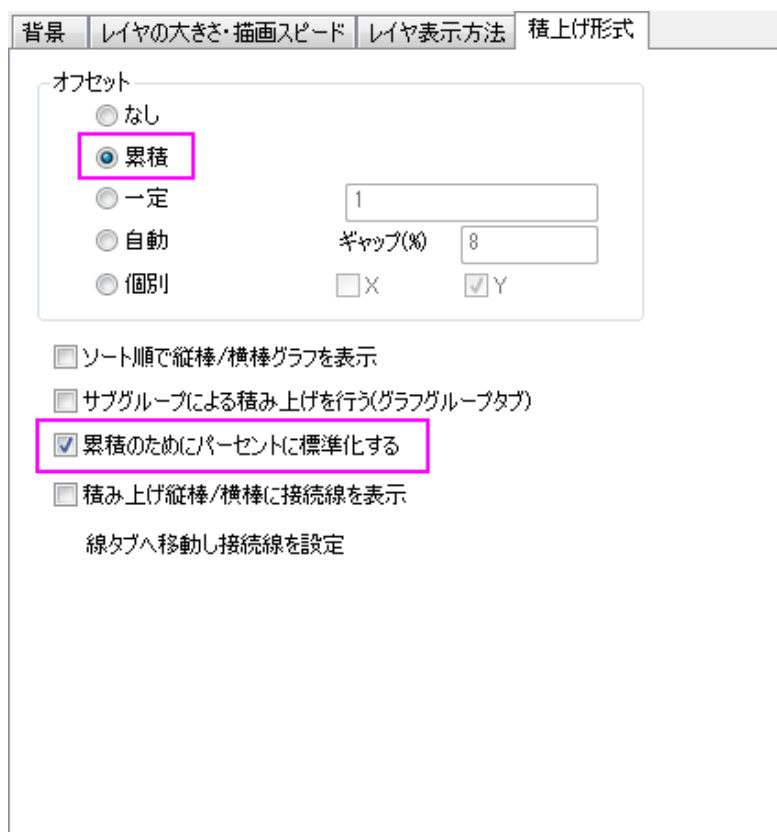 背景 レイヤの大きさ・描画スピード レイヤ表示方法 積上げ形式
オフセット
なし
累積
一定 1
自動 ギャップ(%) 8
個別 X Y
ソート順で縦棒/横棒グラフを表示
サブグループによる積み上げを行う(グラフグループタブ)
累積のためにパーセントに標準化する
積み上げ縦棒/横棒に接続線を表示
線タブへ移動し接続線を設定